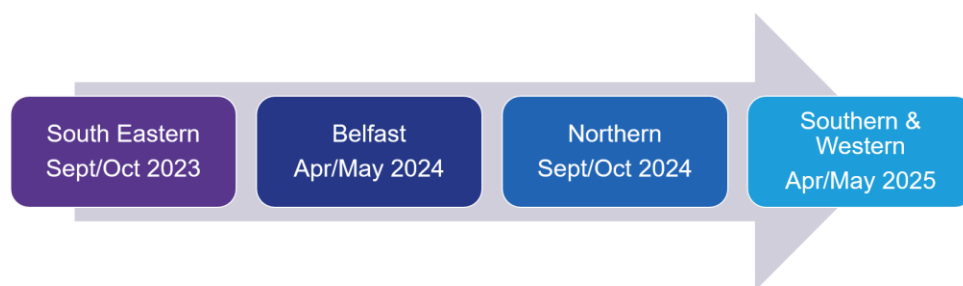 South Eastern
Sept/Oct 2023
Belfast
Apr/May 2024
Northern
Sept/Oct 2024
Southern &
Western
Apr/May 2025